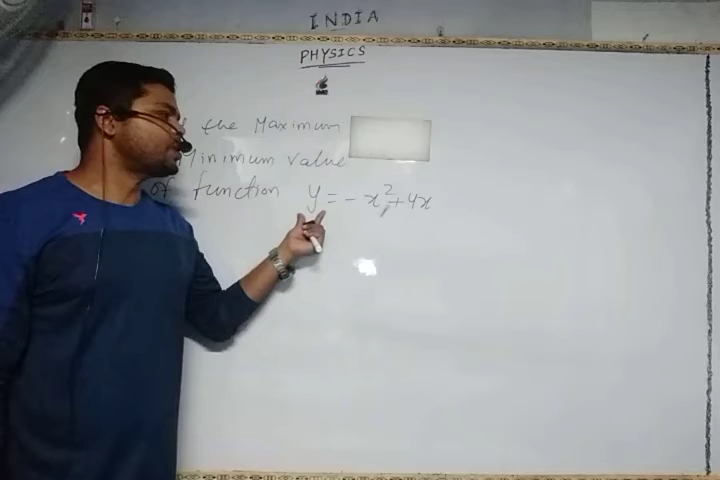 INDIA
PHYSICS
the Maximum
Minimum value
of function y = - x² + 4x